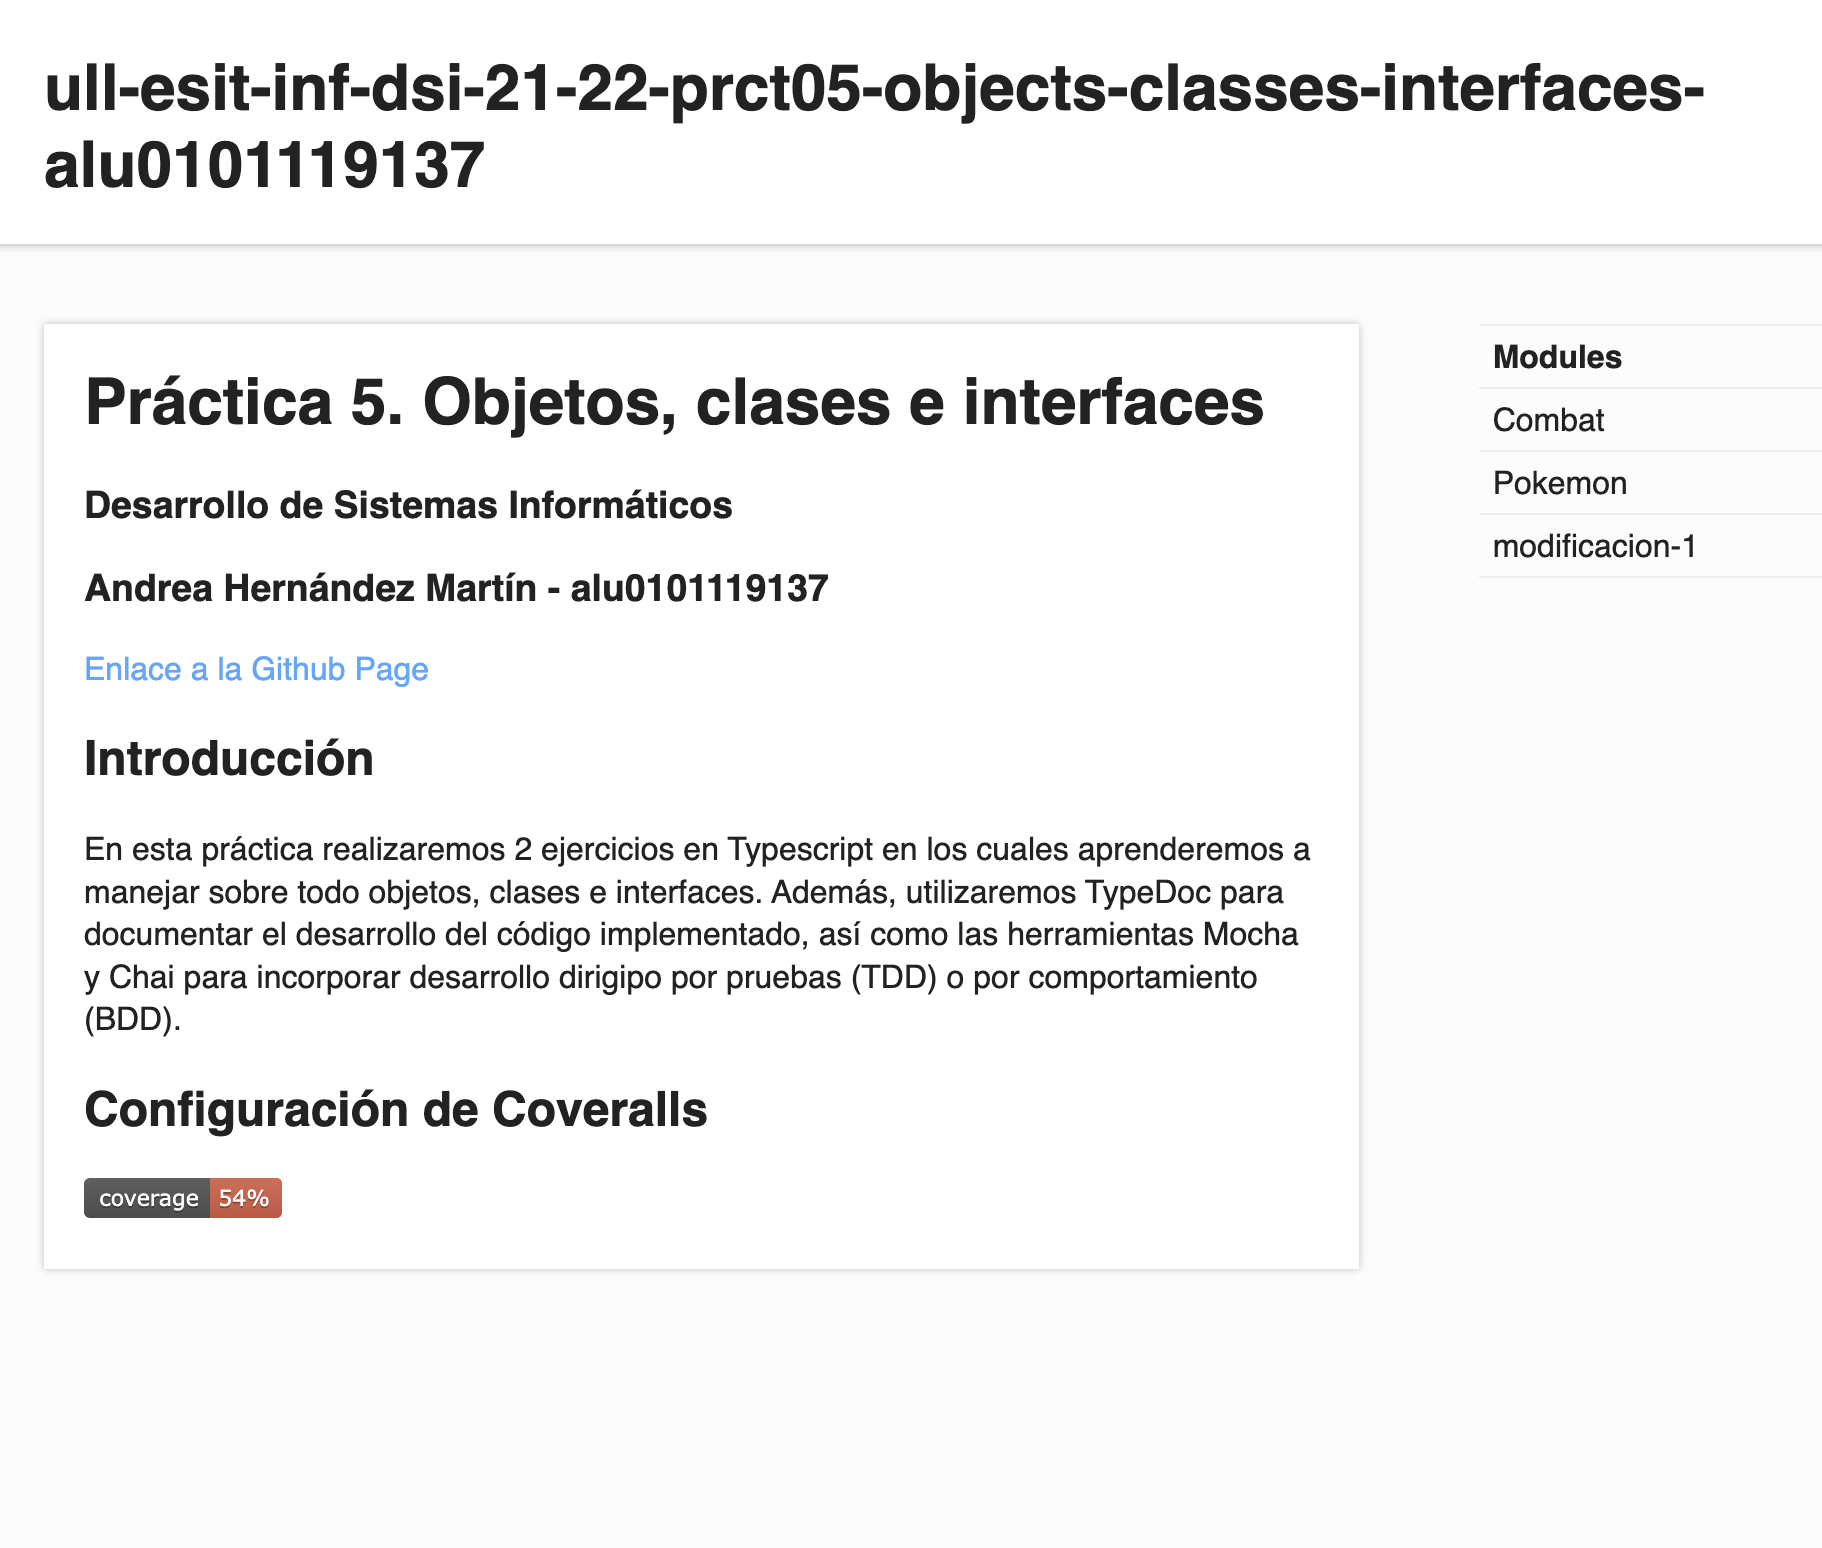 ull-esit-inf-dsi-21-22-prct05-objects-classes-interfaces-
alu0101119137
Práctica 5. Objetos, clases e interfaces
Desarrollo de Sistemas Informáticos
Andrea Hernández Martín - alu0101119137
Enlace a la Github Page
Introducción
En esta práctica realizaremos 2 ejercicios en Typescript en los cuales aprenderemos a
manejar sobre todo objetos, clases e interfaces. Además, utilizaremos TypeDoc para
documentar el desarrollo del código implementado, así como las herramientas Mocha
y Chai para incorporar desarrollo dirigipo por pruebas (TDD) o por comportamiento
(BDD).
Configuración de Coveralls
coverage 54%
Modules
Combat
Pokemon
modificacion-1